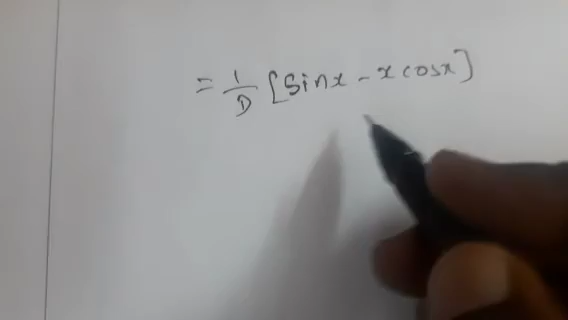 = 1/D [Sinx - x cosx]